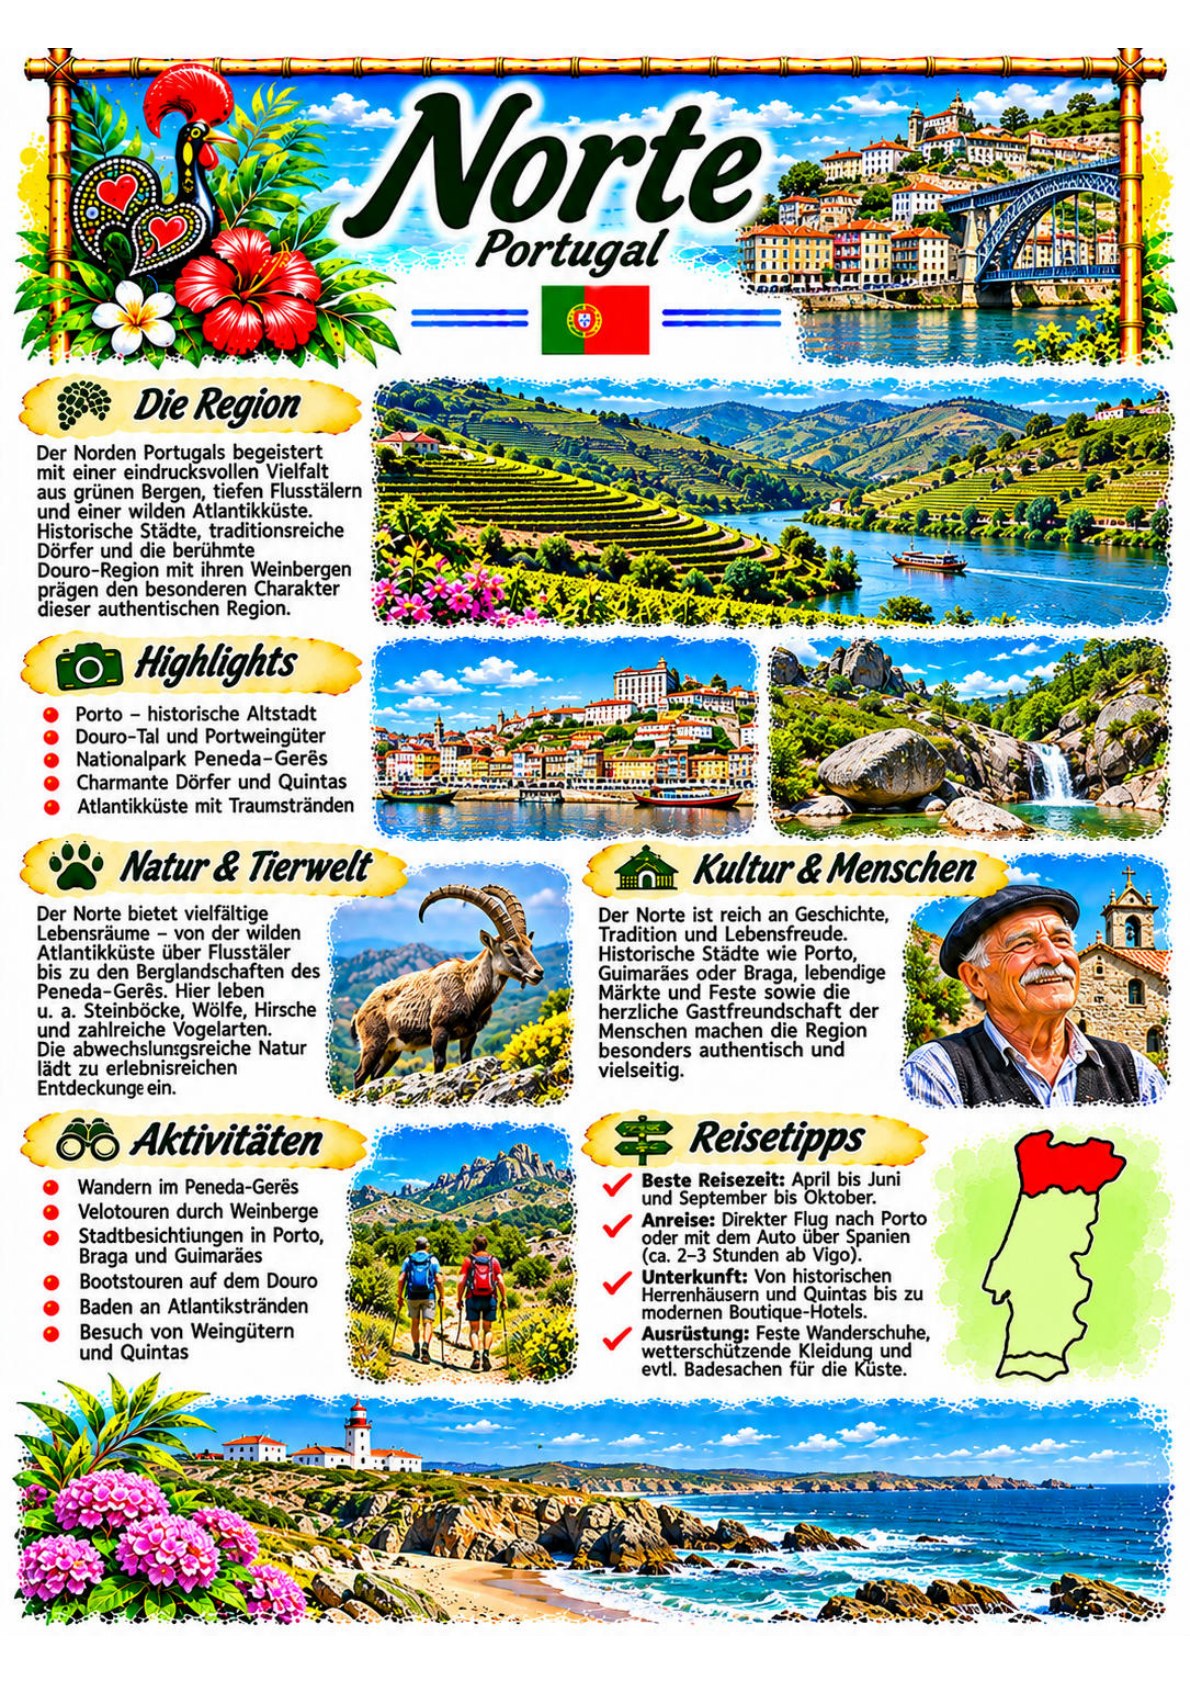 Norte
Portugal
Die Region
Der Norden Portugals begeistert
mit einer eindrucksvollen Vielfalt
aus grünen Bergen, tiefen Flusstälern
und einer wilden Atlantikküste.
Historische Städte, traditionsreiche
Dörfer und die berühmte
Douro-Region mit ihren Weinbergen
prägen den besonderen Charakter
dieser authentischen Region.
Highlights
Porto – historische Altstadt
Douro-Tal und Portweingüter
Nationalpark Peneda-Gerês
Charmante Dörfer und Quintas
Atlantikküste mit Traumstränden
Natur & Tierwelt
Der Norte bietet vielfältige
Lebensräume – von der wilden
Atlantikküste über Flusstäler
bis zu den Berglandschaften des
Peneda-Gerês. Hier leben
u. a. Steinböcke, Wölfe, Hirsche
und zahlreiche Vogelarten.
Die abwechslungsgsreiche Natur
lädt zu erlebnisreichen
Entdeckunge ein.
Kultur & Menschen
Der Norte ist reich an Geschichte,
Tradition und Lebensfreude.
Historische Städte wie Porto,
Guimarães oder Braga, lebendige
Märkte und Feste sowie die
herzliche Gastfreundschaft der
Menschen machen die Region
besonders authentisch und
vielseitig.
Aktivitäten
Wandern im Peneda-Gerês
Velotouren durch Weinberge
Stadtbesichtiungen in Porto,
Braga und Guimarães
Bootstouren auf dem Douro
Baden an Atlantikstränden
Besuch von Weingütern
und Quintas
Reisetipps
Beste Reisezeit: April bis Juni
und September bis Oktober.
Anreise: Direkter Flug nach Porto
oder mit dem Auto über Spanien
(ca. 2–3 Stunden ab Vigo).
Unterkunft: Von historischen
Herrenhäusern und Quintas bis zu
modernen Boutique-Hotels.
Ausrüstung: Feste Wanderschuhe,
wetterschützende Kleidung und
evtl. Badesachen für die Küste.